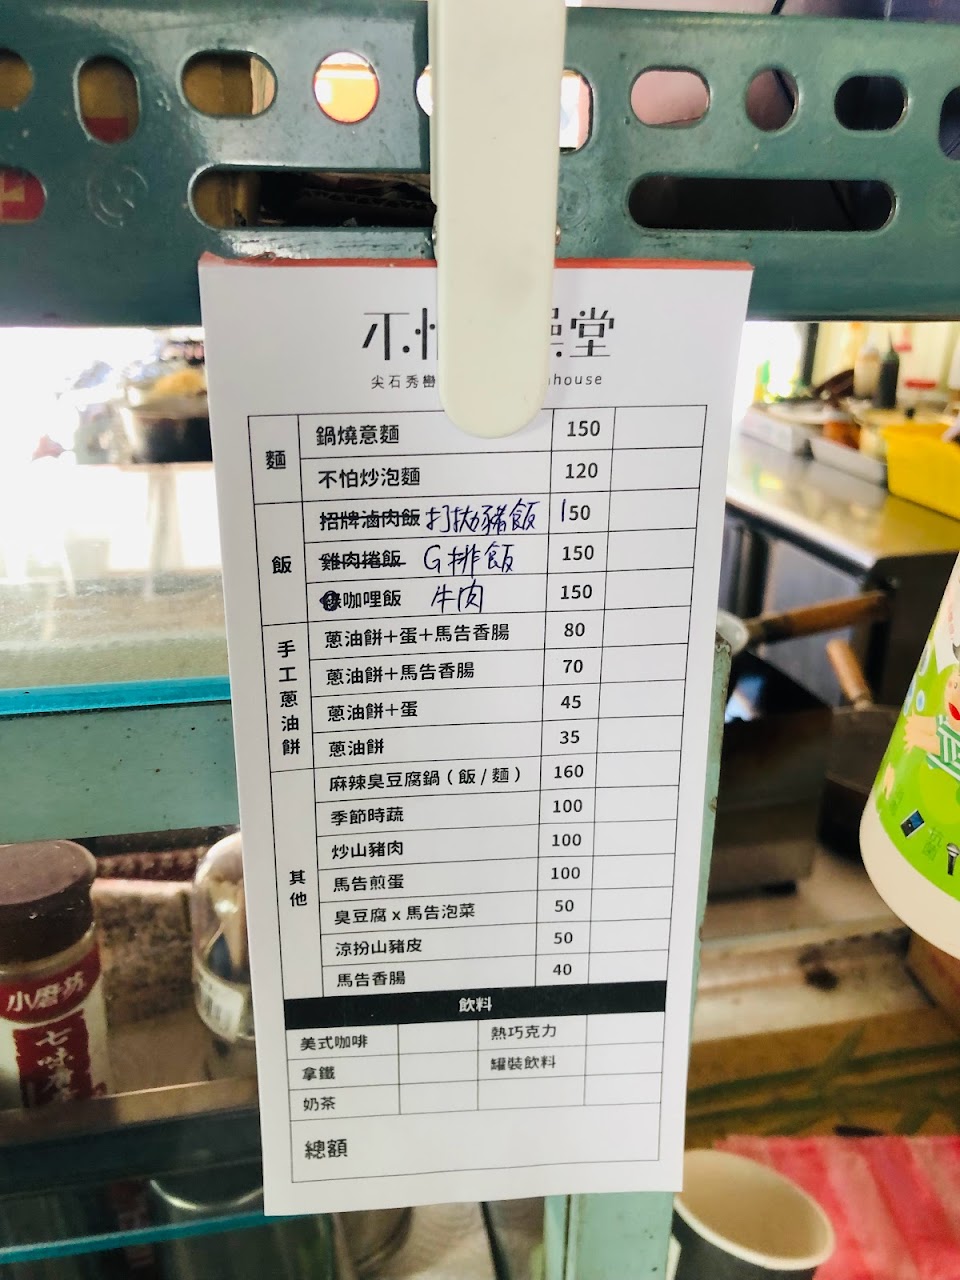 不怕 堂
尖石秀巒 house
麵
鍋燒意麵 150
不怕炒泡麵 120
飯
招牌滷肉飯 打拋豬飯 150
雞肉捲飯 G排飯 150
咖哩飯 牛肉 150
手工蔥油餅
蔥油餅+蛋+馬告香腸 80
蔥油餅+馬告香腸 70
蔥油餅+蛋 45
蔥油餅 35
其他
麻辣臭豆腐鍋(飯/麵) 160
季節時蔬 100
炒山豬肉 100
馬告煎蛋 100
臭豆腐x馬告泡菜 50
涼扮山豬皮 50
馬告香腸 40
飲料
美式咖啡 熱巧克力
拿鐵 罐裝飲料
奶茶
總額
小磨坊
七味